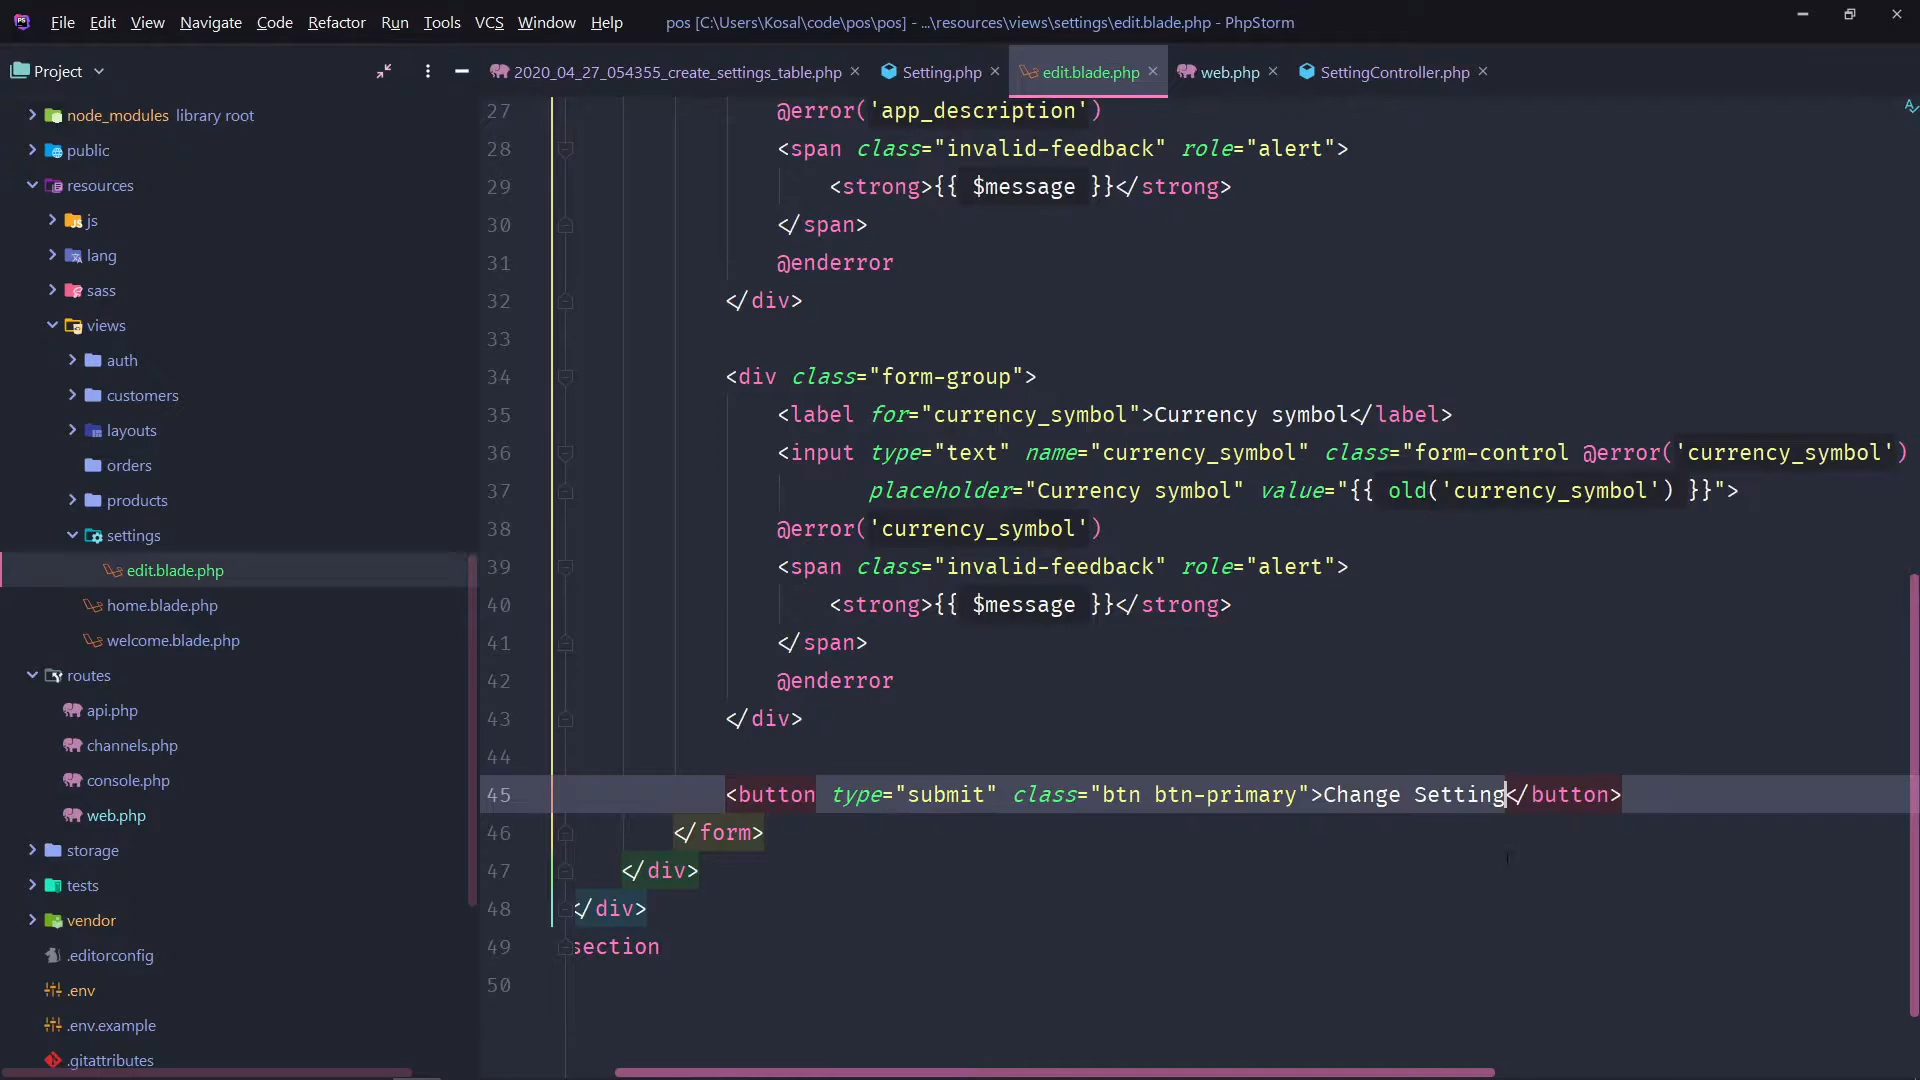 File Edit View Navigate Code Refactor Run Tools VCS Window Help pos [C:\Users\Kosal\code\pos\pos] - ...\resources\views\settings\edit.blade.php - PhpStorm
Project
2020_04_27_054355_create_settings_table.php Setting.php edit.blade.php web.php SettingController.php
node_modules library root
public
resources
js
lang
sass
views
auth
customers
layouts
orders
products
settings
edit.blade.php
home.blade.php
welcome.blade.php
routes
api.php
channels.php
console.php
web.php
storage
tests
vendor
.editorconfig
.env
.env.example
.gitattributes
27 @error('app_description')
28 <span class="invalid-feedback" role="alert">
29 <strong>{{ $message }}</strong>
30 </span>
31 @enderror
32 </div>
33
34 <div class="form-group">
35 <label for="currency_symbol">Currency symbol</label>
36 <input type="text" name="currency_symbol" class="form-control @error('currency_symbol')
37 placeholder="Currency symbol" value="{{ old('currency_symbol') }}">
38 @error('currency_symbol')
39 <span class="invalid-feedback" role="alert">
40 <strong>{{ $message }}</strong>
41 </span>
42 @enderror
43 </div>
44
45 <button type="submit" class="btn btn-primary">Change Setting</button>
46 </form>
47 </div>
48 </div>
49 section
50